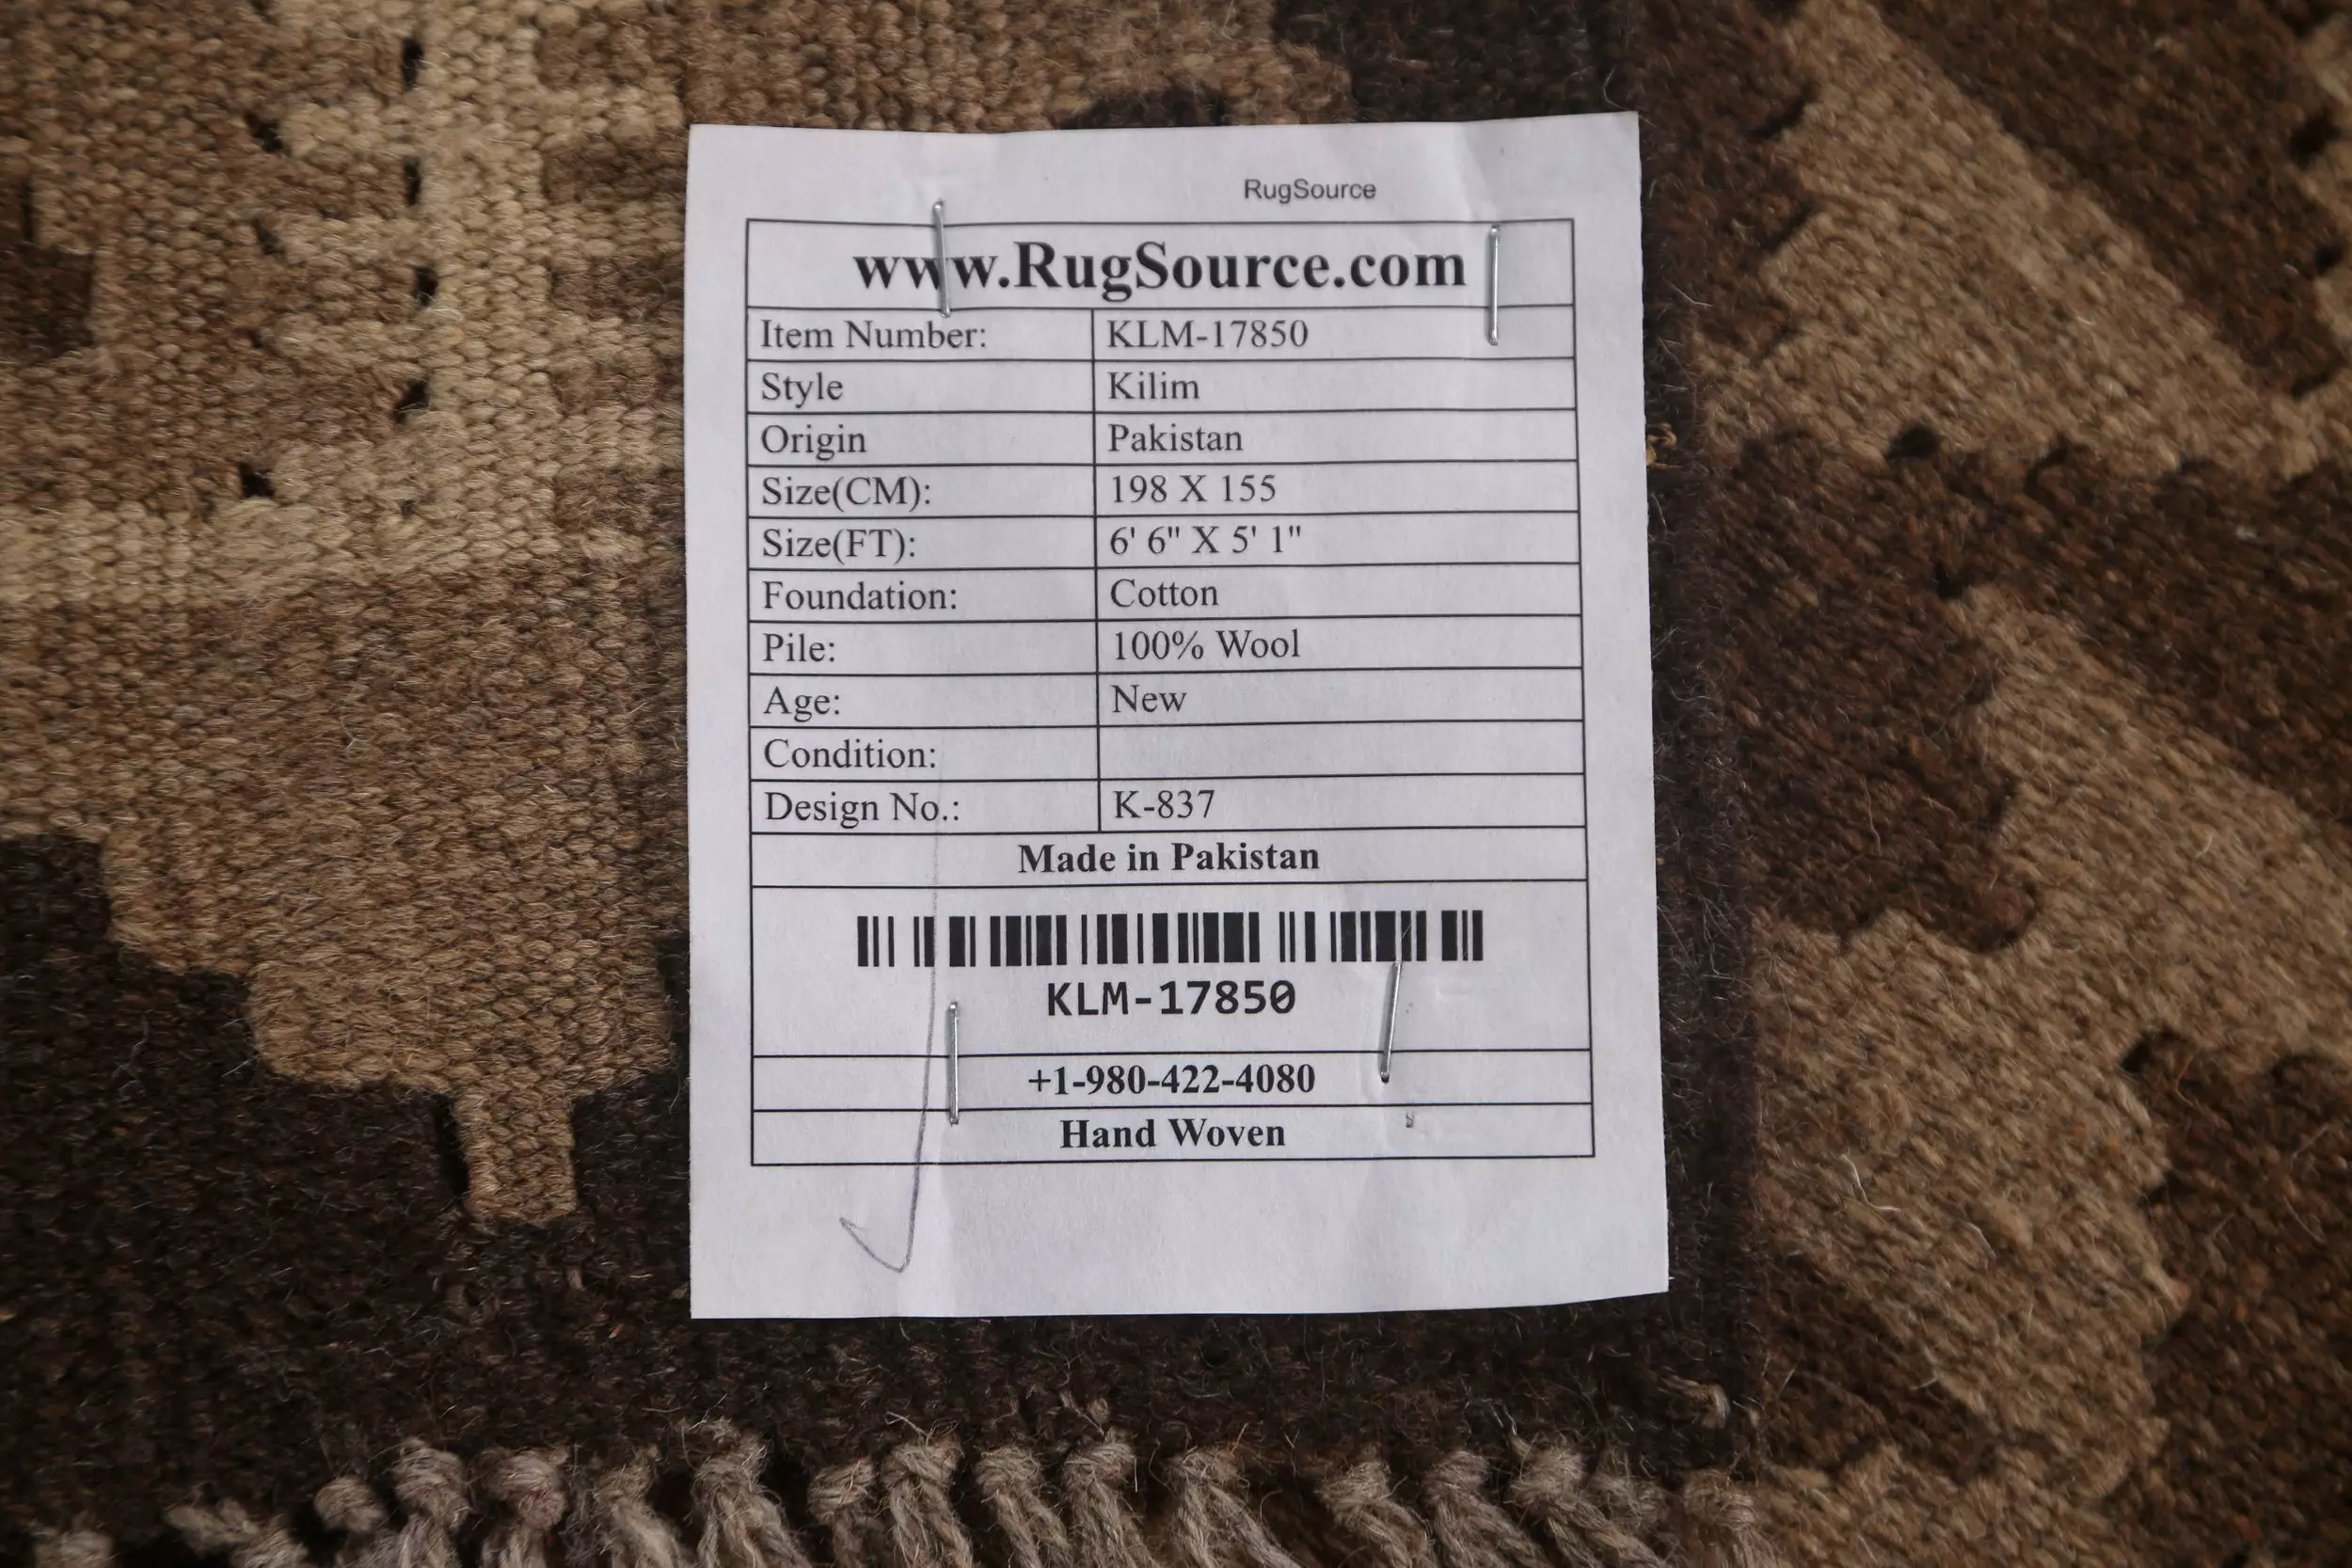 RugSource
www.RugSource.com
Item Number: KLM-17850
Style Kilim
Origin Pakistan
Size(CM): 198 X 155
Size(FT): 6' 6" X 5' 1"
Foundation: Cotton
Pile: 100% Wool
Age: New
Condition:
Design No.: K-837
Made in Pakistan
KLM-17850
+1-980-422-4080
Hand Woven